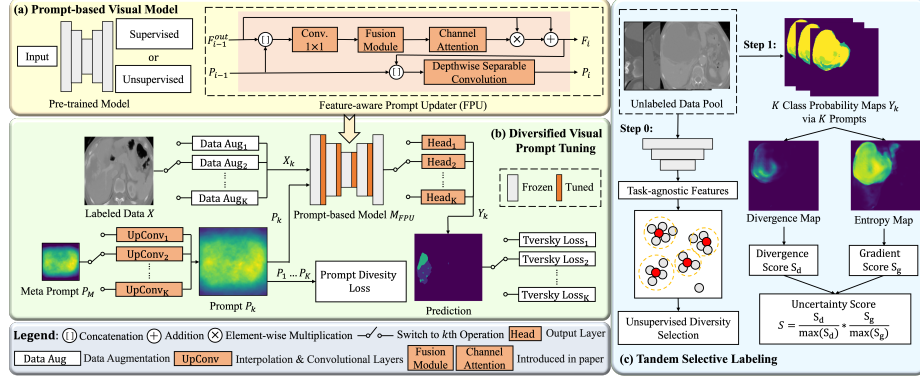 (a) Prompt-based Visual Model
Input
Supervised
or
Unsupervised
Pre-trained Model
F_{i-1}^{out}
P_{i-1}
[ ]
Conv.
1×1
Fusion
Module
Channel
Attention
×
+
F_i
[ ]
Depthwise Separable
Convolution
P_i
Feature-aware Prompt Updater (FPU)
(b) Diversified Visual
Prompt Tuning
Labeled Data X
Data Aug_1
Data Aug_2
Data Aug_K
X_k
P_k
Prompt-based Model M_{FPU}
Head_1
Head_2
Head_K
Frozen
Tuned
Y_k
Meta Prompt P_M
UpConv_1
UpConv_2
UpConv_K
Prompt P_k
P_1 ... P_K
Prompt Divesity
Loss
Prediction
Tversky Loss_1
Tversky Loss_2
Tversky Loss_K
Legend:
[ ] Concatenation
+ Addition
× Element-wise Multiplication
Switch to kth Operation
Head
Output Layer
Data Aug
Data Augmentation
UpConv
Interpolation & Convolutional Layers
Fusion
Module
Channel
Attention
Introduced in paper
Unlabeled Data Pool
Step 1:
K Class Probability Maps Y_k
via K Prompts
Step 0:
Task-agnostic Features
Unsupervised Diversity
Selection
Divergence Map
Entropy Map
Divergence
Score S_d
Gradient
Score S_g
Uncertainty Score
S = S_d / max(S_d) * S_g / max(S_g)
(c) Tandem Selective Labeling